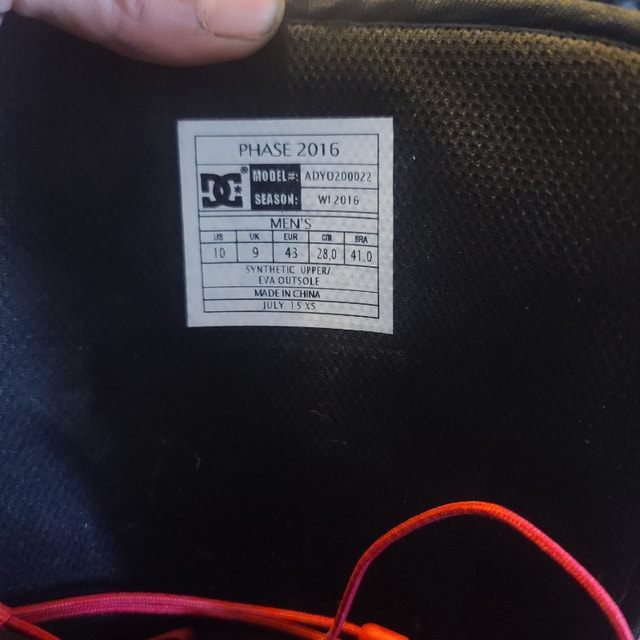 PHASE 2016
DC® MODEL#: ADYO200022
SEASON: WI 2016
MEN'S
US UK EUR cm BRA
10 9 43 28.0 41.0
SYNTHETIC UPPER/
EVA OUTSOLE
MADE IN CHINA
JULY 15 XS